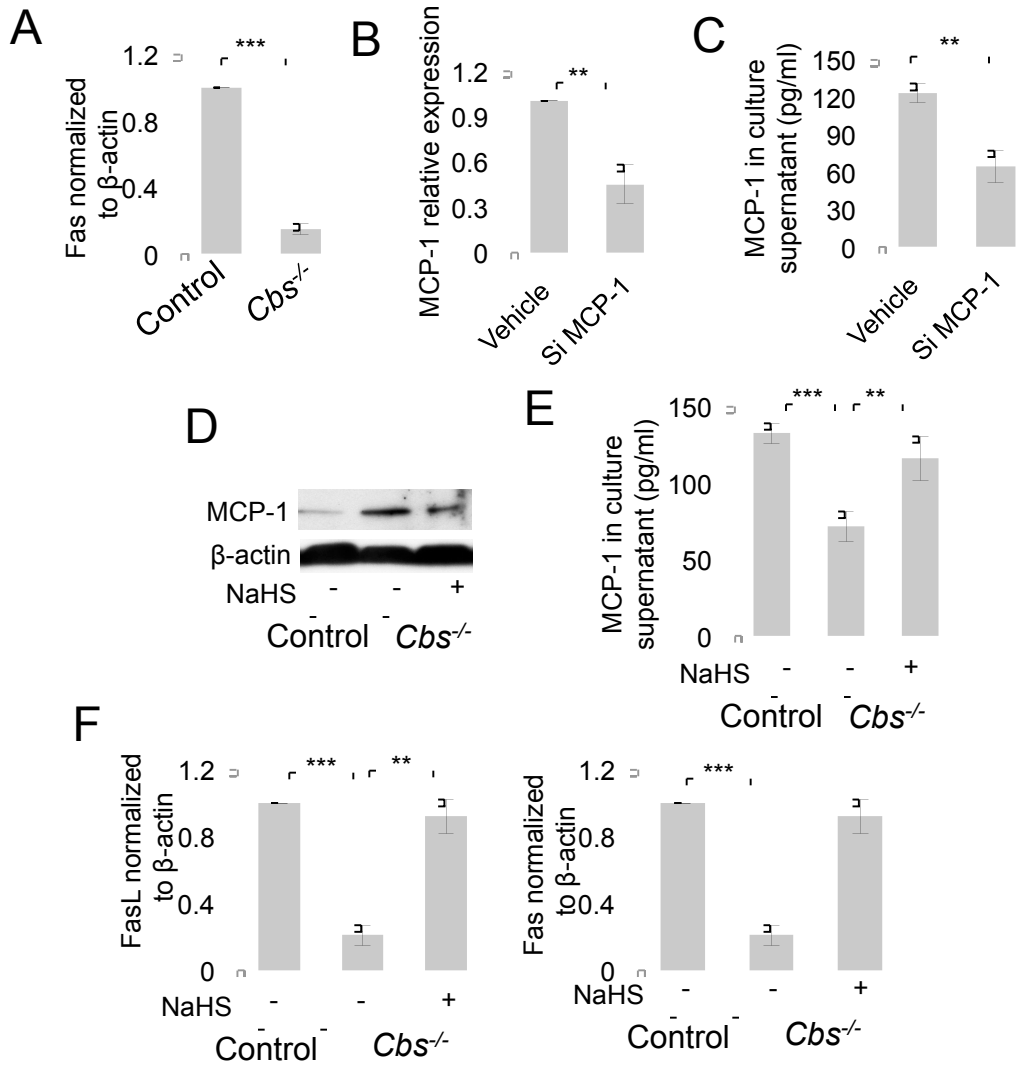 A
Fas normalized
to β-actin
1.2
0.8
0.4
0
***
Control
Cbs-/-
B
MCP-1 relative expression
1.2
0.9
0.6
0.3
0
**
Vehicle
Si MCP-1
C
MCP-1 in culture
supernatant (pg/ml)
150
120
90
60
30
0
**
Vehicle
Si MCP-1
D
MCP-1
β-actin
NaHS - - +
Control Cbs-/-
E
MCP-1 in culture
supernatant (pg/ml)
150
100
50
0
*** **
NaHS - - +
Control Cbs-/-
F
FasL normalized
to β-actin
1.2
0.8
0.4
0
*** **
NaHS - - +
Control Cbs-/-
Fas normalized
to β-actin
1.2
0.8
0.4
0
***
- - +
Control Cbs-/-